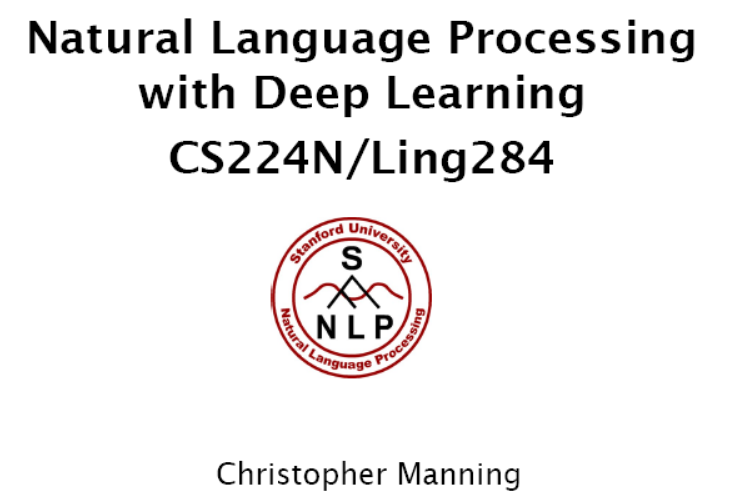 Natural Language Processing
with Deep Learning
CS224N/Ling284
Stanford University
S
NLP
Natural Language Processing
Christopher Manning